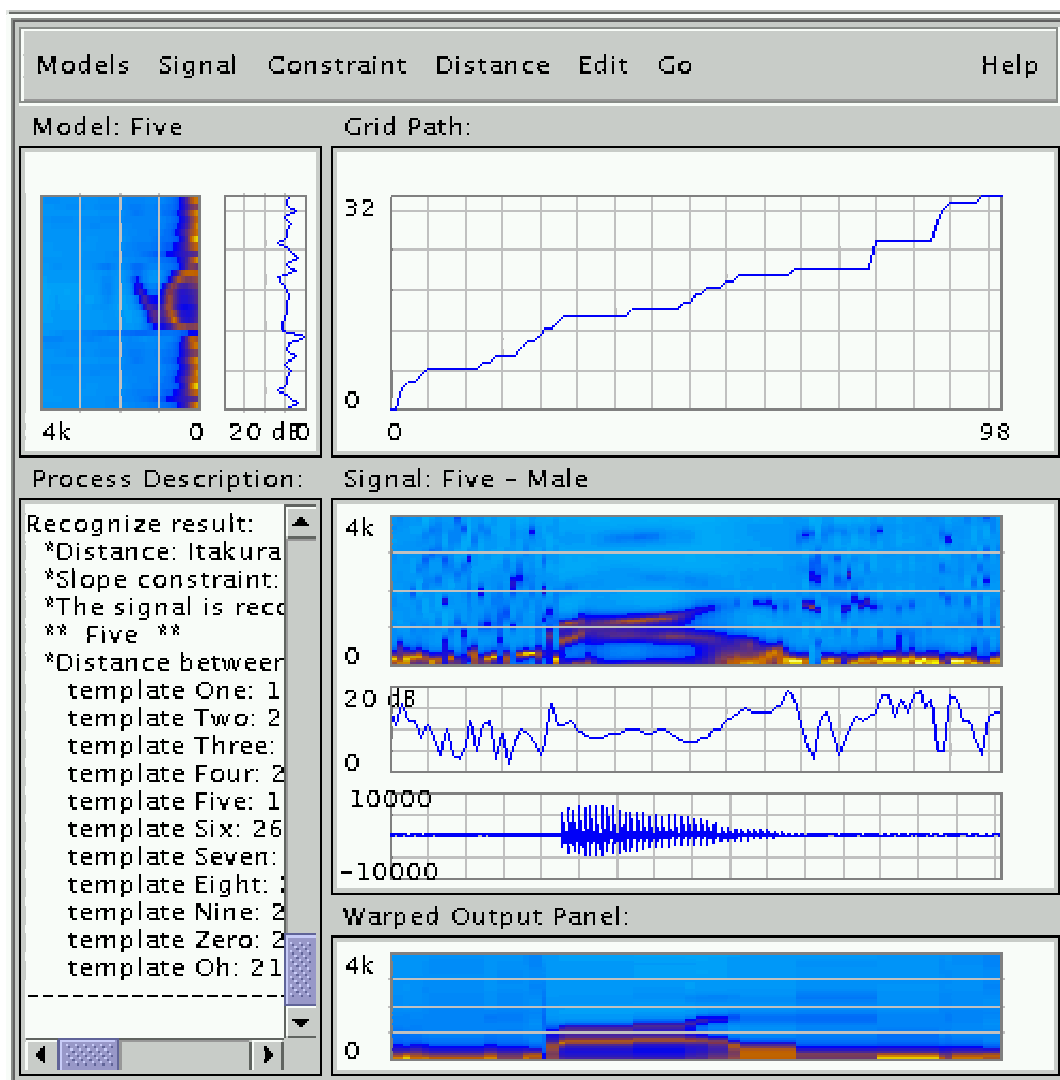 Models Signal Constraint Distance Edit Go Help
Model: Five
Grid Path:
32
0
0 98
4k 0 20 dB 0
Process Description:
Recognize result:
*Distance: Itakura
*Slope constraint:
*The signal is reco
** Five **
*Distance between
template One: 1
template Two: 2
template Three:
template Four: 2
template Five: 1
template Six: 26
template Seven:
template Eight:
template Nine: 2
template Zero: 2
template Oh: 21
Signal: Five - Male
4k
0
20 dB
0
10000
-10000
Warped Output Panel:
4k
0